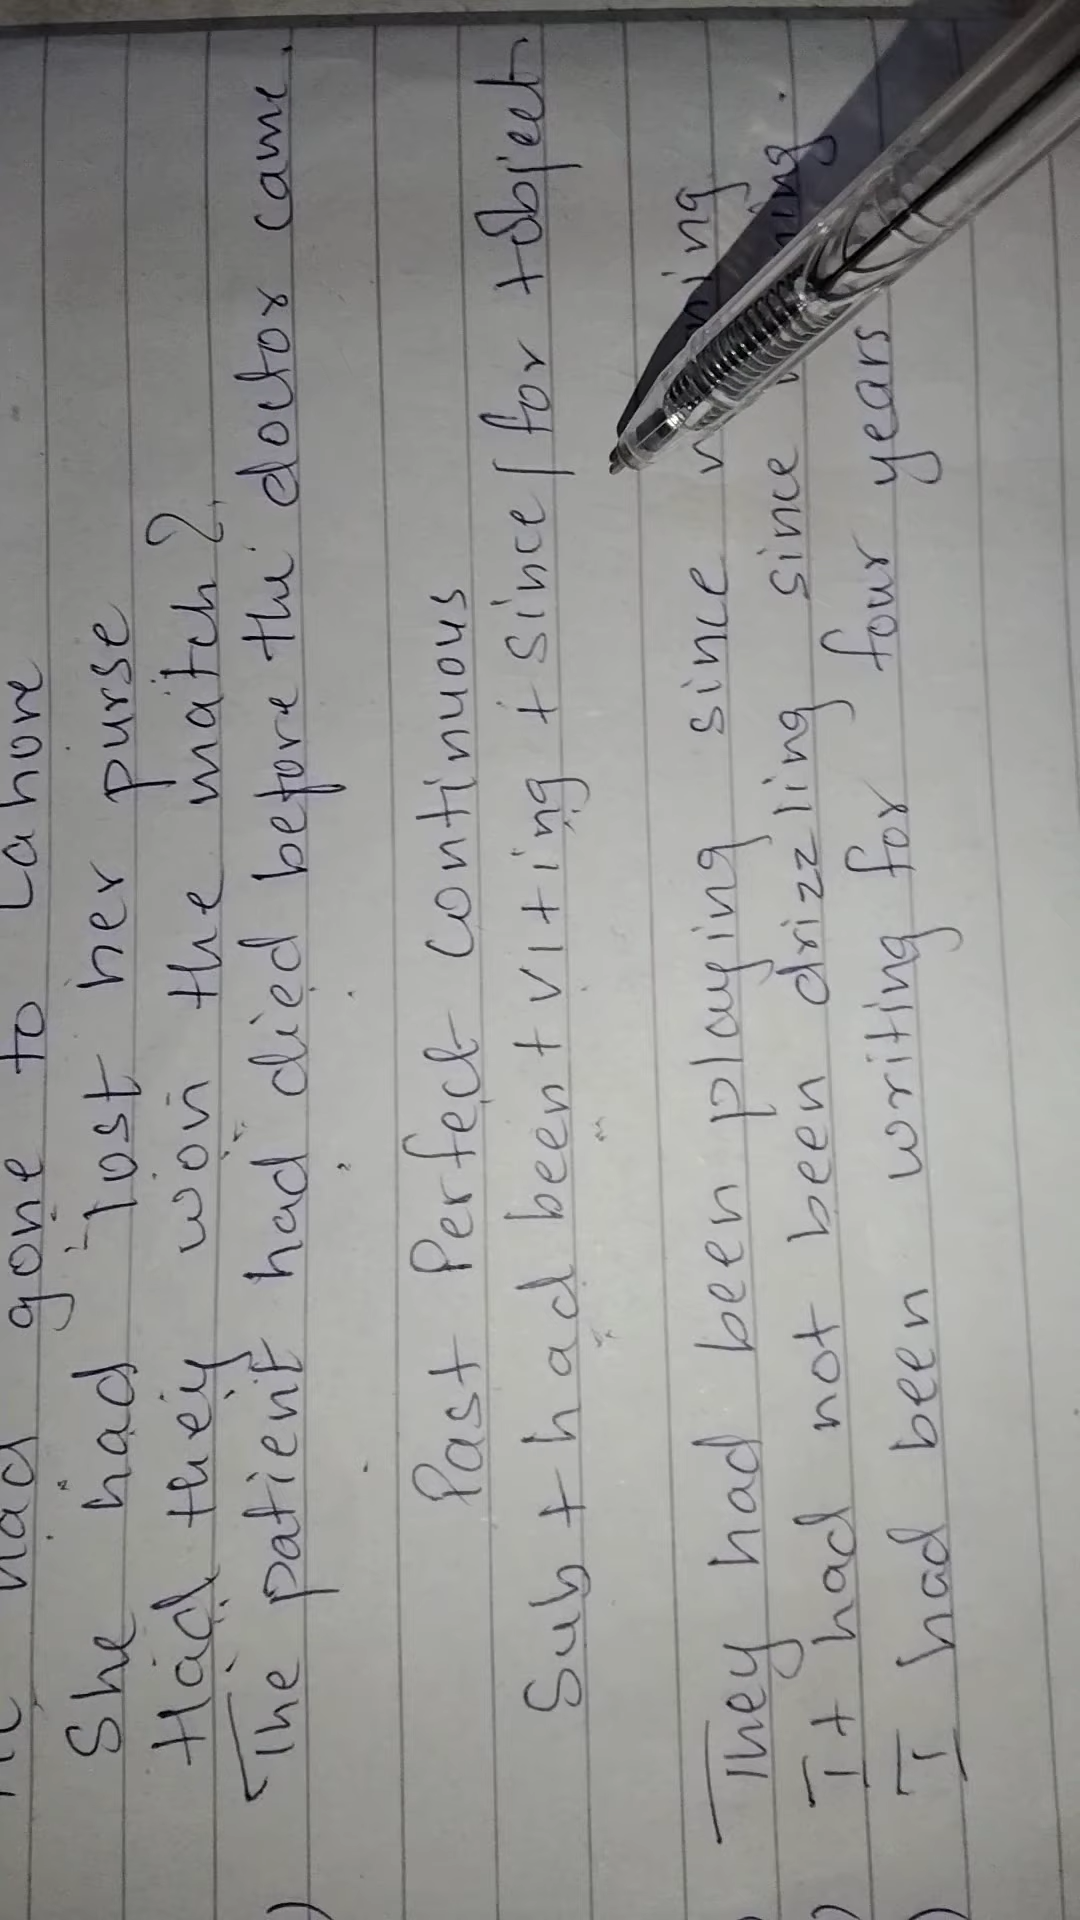 had gone to Lahore
She had lost her purse
Had they won the match?
The patient had died before the doctor came.
Past Perfect continuous
Sub + had been + v1 + ing + since / for + object
They had been playing since
It had not been drizzling since
I had been writing for four years